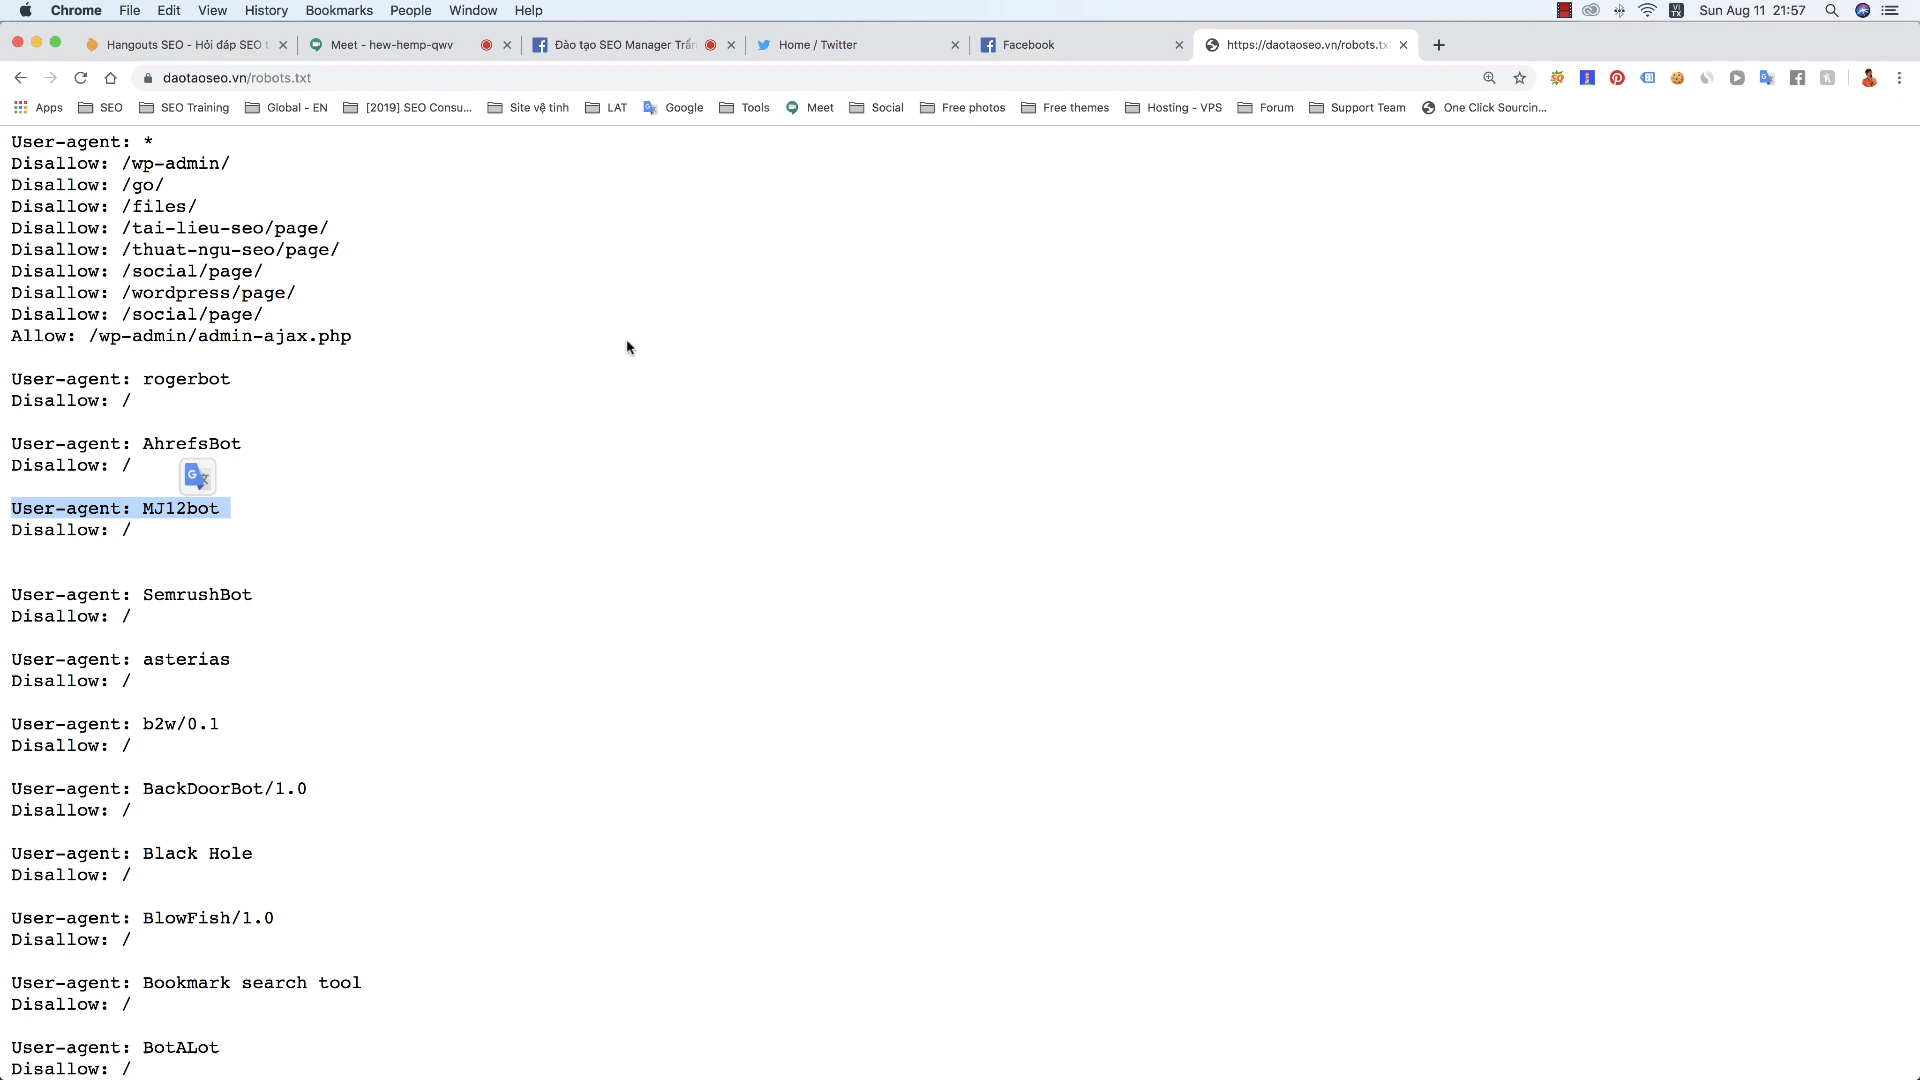 Chrome File Edit View History Bookmarks People Window Help Sun Aug 11 21:57
Hangouts SEO - Hỏi đáp SEO Meet - hew-hemp-qwv Đào tạo SEO Manager Trần Home / Twitter Facebook https://daotaoseo.vn/robots.txt
daotaoseo.vn/robots.txt
Apps SEO SEO Training Global - EN [2019] SEO Consu... Site vệ tinh LAT Google Tools Meet Social Free photos Free themes Hosting - VPS Forum Support Team One Click Sourcin...
User-agent: *
Disallow: /wp-admin/
Disallow: /go/
Disallow: /files/
Disallow: /tai-lieu-seo/page/
Disallow: /thuat-ngu-seo/page/
Disallow: /social/page/
Disallow: /wordpress/page/
Disallow: /social/page/
Allow: /wp-admin/admin-ajax.php
User-agent: rogerbot
Disallow: /
User-agent: AhrefsBot
Disallow: /
User-agent: MJ12bot
Disallow: /
User-agent: SemrushBot
Disallow: /
User-agent: asterias
Disallow: /
User-agent: b2w/0.1
Disallow: /
User-agent: BackDoorBot/1.0
Disallow: /
User-agent: Black Hole
Disallow: /
User-agent: BlowFish/1.0
Disallow: /
User-agent: Bookmark search tool
Disallow: /
User-agent: BotALot
Disallow: /